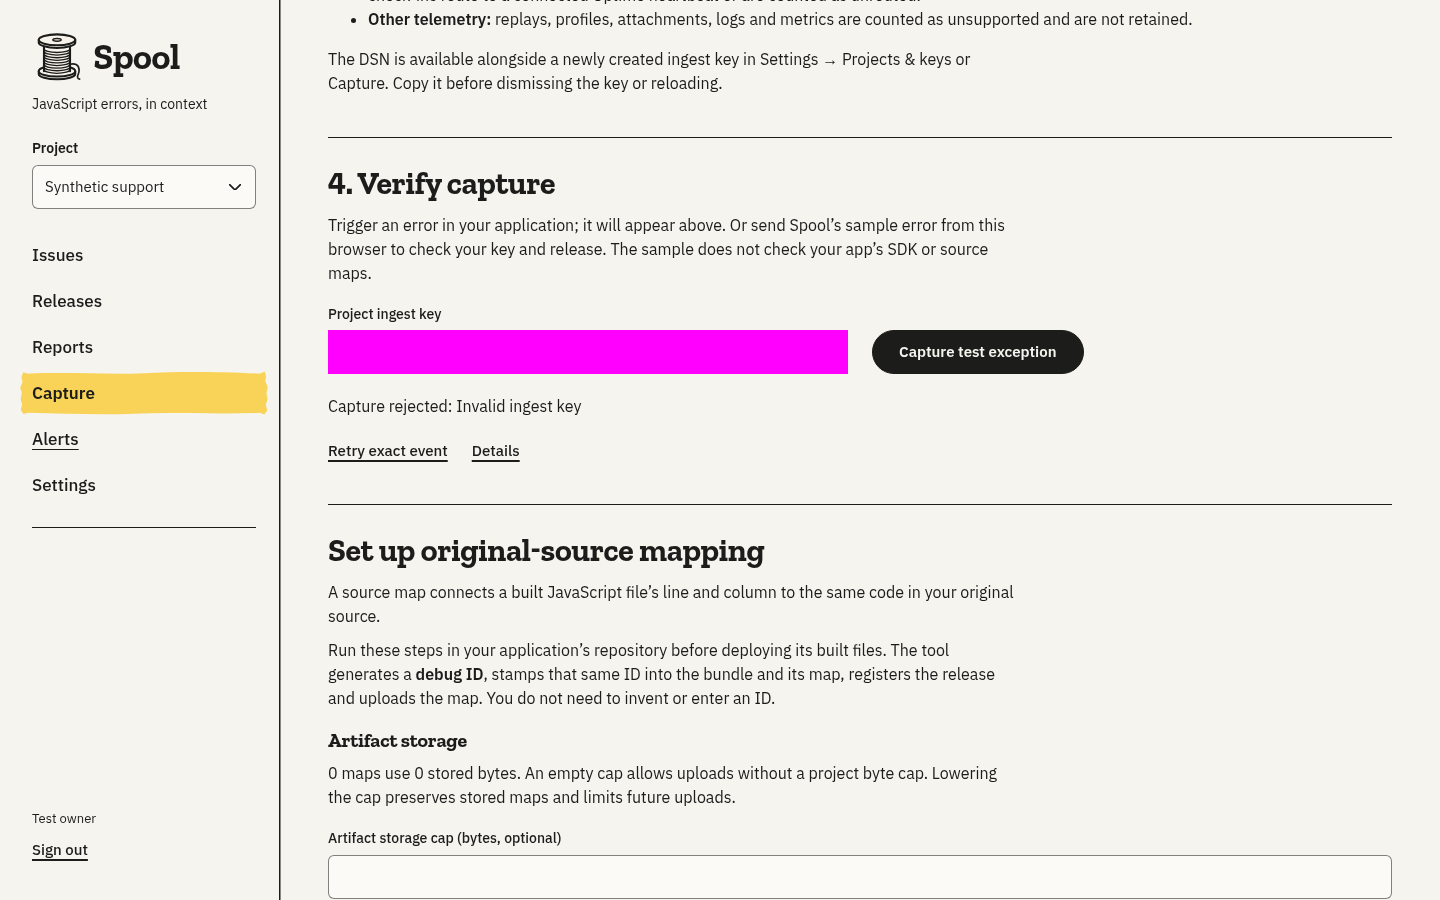 Spool
JavaScript errors, in context
Project
Synthetic support
Issues
Releases
Reports
Capture
Alerts
Settings
Test owner
Sign out
Other telemetry: replays, profiles, attachments, logs and metrics are counted as unsupported and are not retained.
The DSN is available alongside a newly created ingest key in Settings → Projects & keys or
Capture. Copy it before dismissing the key or reloading.
4. Verify capture
Trigger an error in your application; it will appear above. Or send Spool’s sample error from this
browser to check your key and release. The sample does not check your app’s SDK or source
maps.
Project ingest key
Capture test exception
Capture rejected: Invalid ingest key
Retry exact event Details
Set up original-source mapping
A source map connects a built JavaScript file’s line and column to the same code in your original
source.
Run these steps in your application’s repository before deploying its built files. The tool
generates a debug ID, stamps that same ID into the bundle and its map, registers the release
and uploads the map. You do not need to invent or enter an ID.
Artifact storage
0 maps use 0 stored bytes. An empty cap allows uploads without a project byte cap. Lowering
the cap preserves stored maps and limits future uploads.
Artifact storage cap (bytes, optional)